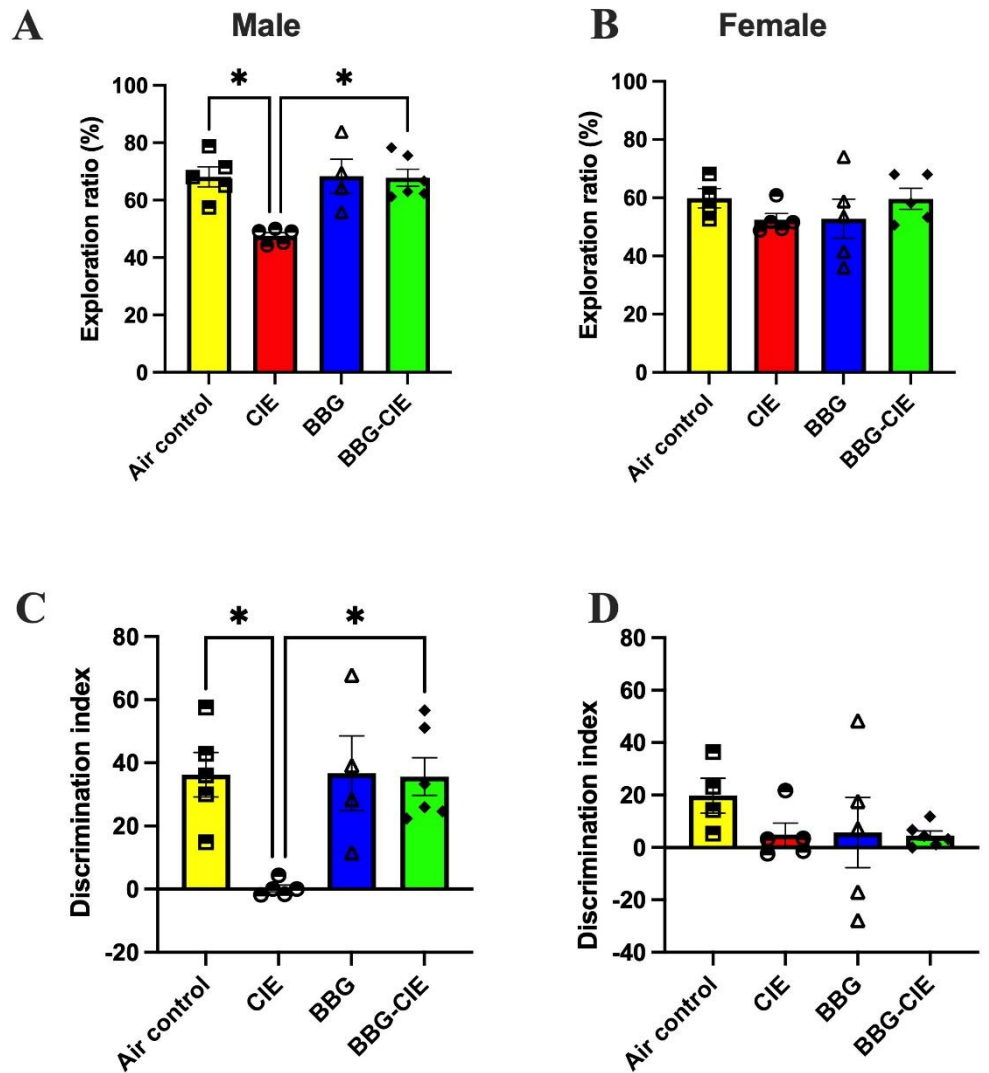 A
Male
Exploration ratio (%)
100
80
60
40
20
0
*
*
Air control
CIE
BBG
BBG-CIE
B
Female
Exploration ratio (%)
100
80
60
40
20
0
Air control
CIE
BBG
BBG-CIE
C
Discrimination index
80
60
40
20
0
-20
*
*
Air control
CIE
BBG
BBG-CIE
D
Discrimination index
80
60
40
20
0
-20
-40
Air control
CIE
BBG
BBG-CIE